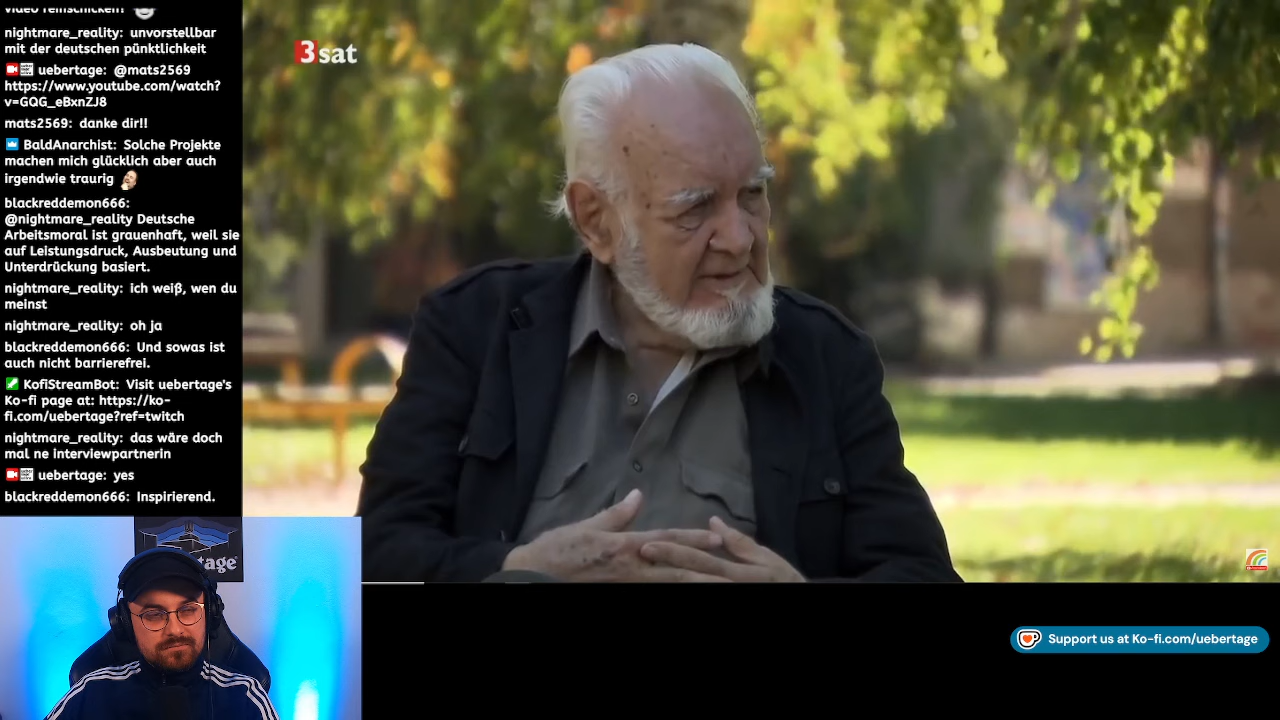 video reinschicken!
nightmare_reality: unvorstellbar
mit der deutschen pünktlichkeit
uebertage: @mats2569
https://www.youtube.com/watch?
v=GQG_eBxnZJ8
mats2569: danke dir!!
BaldAnarchist: Solche Projekte
machen mich glücklich aber auch
irgendwie traurig
blackreddemon666:
@nightmare_reality Deutsche
Arbeitsmoral ist grauenhaft, weil sie
auf Leistungsdruck, Ausbeutung und
Unterdrückung basiert.
nightmare_reality: ich weiß, wen du
meinst
nightmare_reality: oh ja
blackreddemon666: Und sowas ist
auch nicht barrierefrei.
KofiStreamBot: Visit uebertage's
Ko-fi page at: https://ko-
fi.com/uebertage?ref=twitch
nightmare_reality: das wäre doch
mal ne interviewpartnerin
uebertage: yes
blackreddemon666: Inspirierend.
3sat
tage
Support us at Ko-fi.com/uebertage